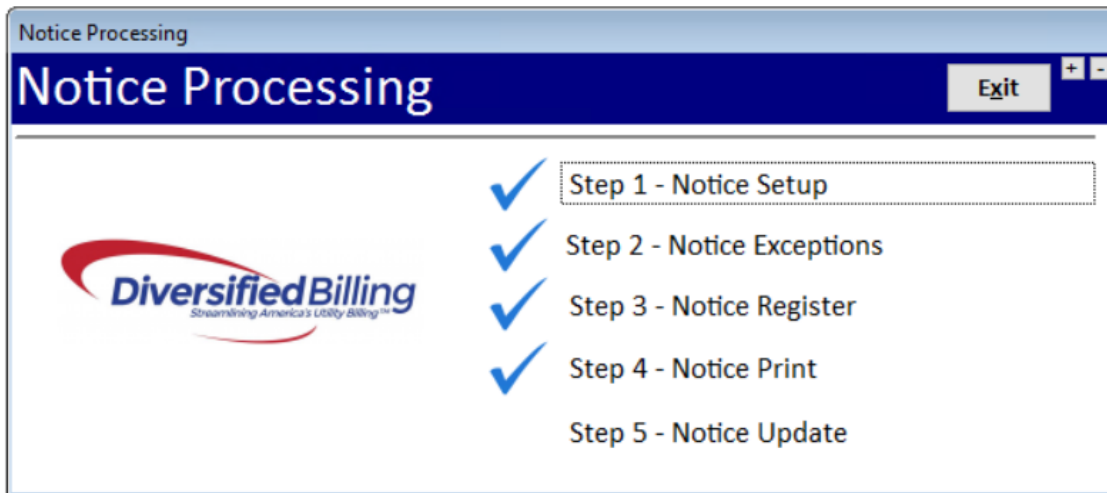 Notice Processing
Notice Processing
Exit
+ -
Step 1 - Notice Setup
Step 2 - Notice Exceptions
DiversifiedBilling
Streamlining America's Utility Billing™
Step 3 - Notice Register
Step 4 - Notice Print
Step 5 - Notice Update